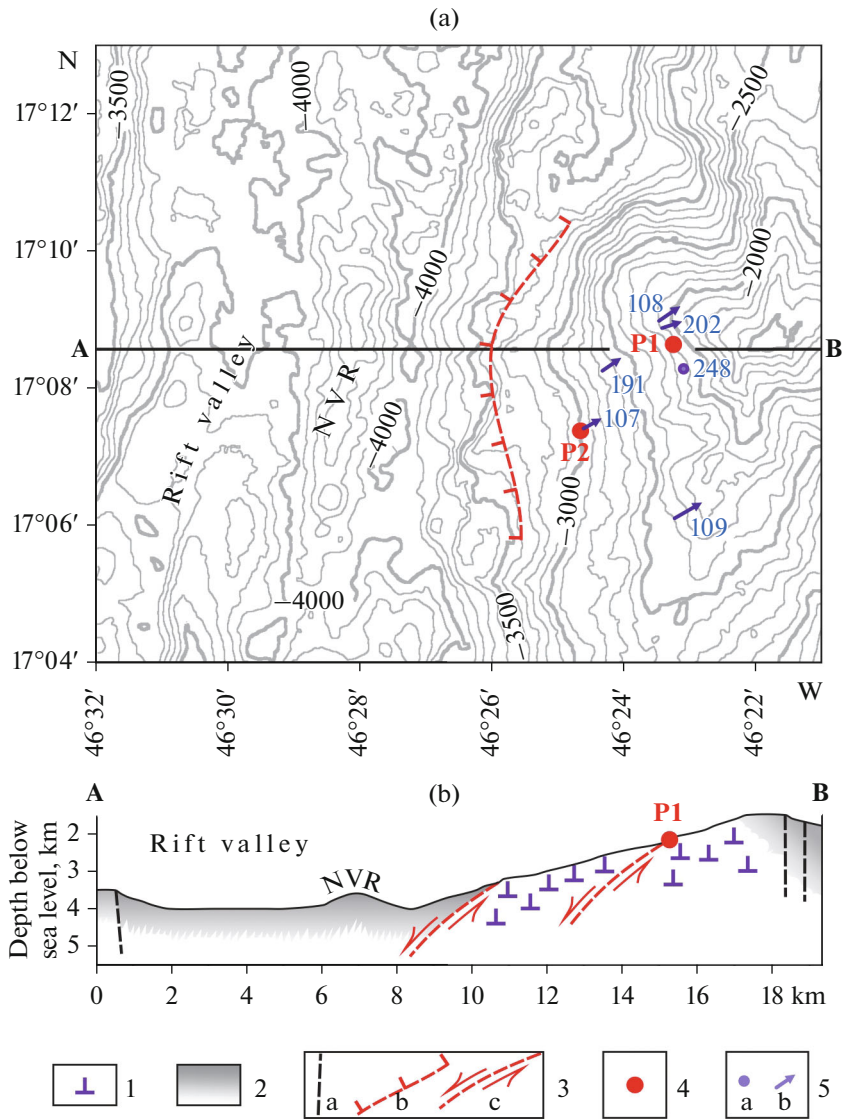 (a)
N
17°12′
17°10′
17°08′
17°06′
17°04′
–3500
–4000
–2500
–4000
–2000
108
202
P1
A
B
248
191
Rift valley
NVR
–4000
107
P2
–3000
109
–4000
–3500
W
46°32′
46°30′
46°28′
46°26′
46°24′
46°22′
A
(b)
B
P1
Rift valley
NVR
Depth below
sea level, km
2
3
4
5
0 2 4 6 8 10 12 14 16 18 km
1 2 a b c 3 4 a b 5